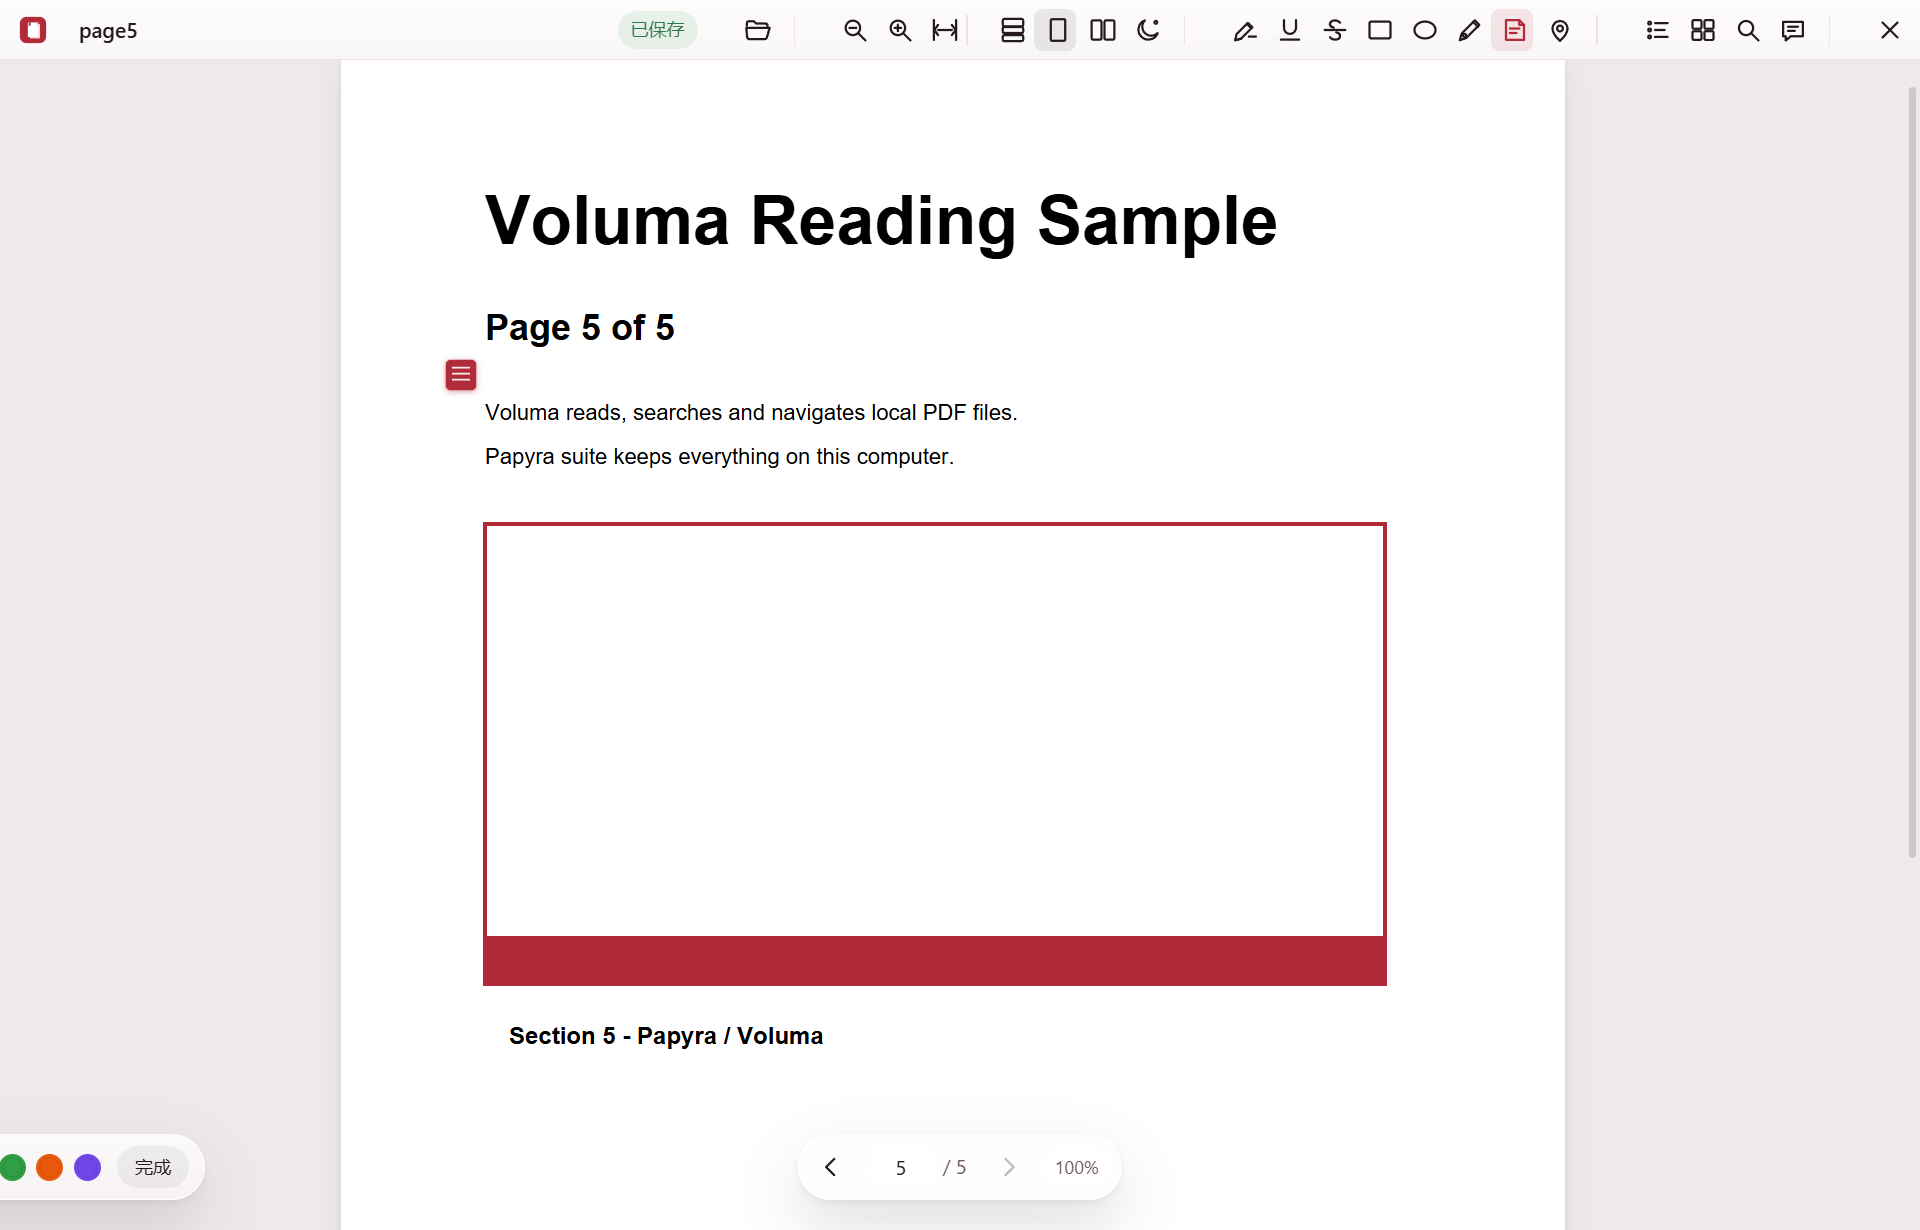 page5
已保存
Voluma Reading Sample
Page 5 of 5
Voluma reads, searches and navigates local PDF files.
Papyra suite keeps everything on this computer.
Section 5 - Papyra / Voluma
完成
5 / 5
100%